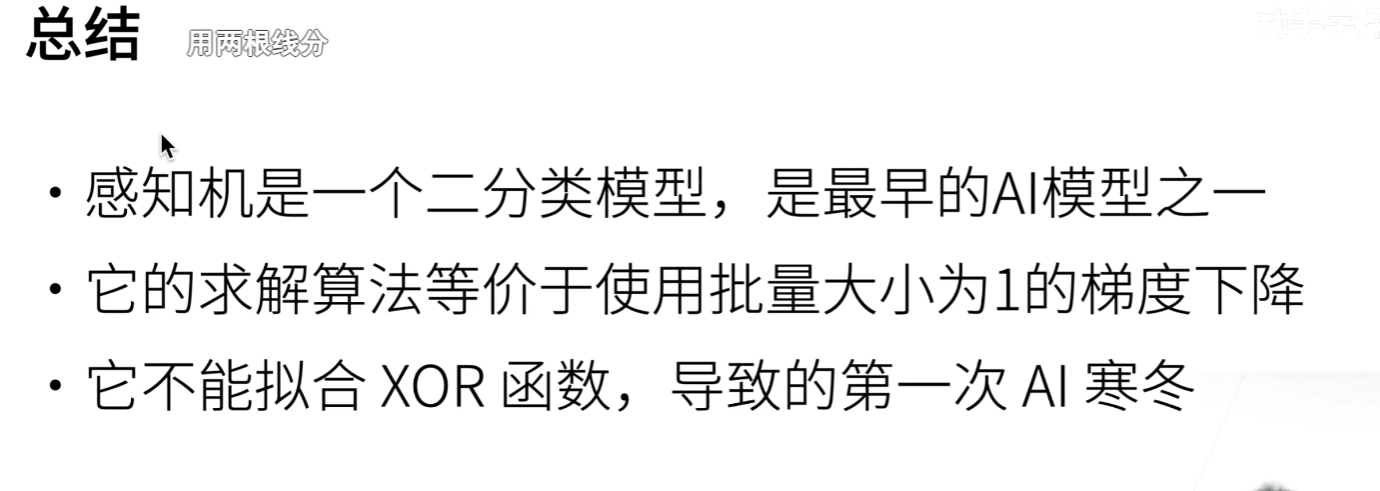 总结
用两根线分
• 感知机是一个二分类模型，是最早的AI模型之一
• 它的求解算法等价于使用批量大小为1的梯度下降
• 它不能拟合 XOR 函数，导致的第一次 AI 寒冬